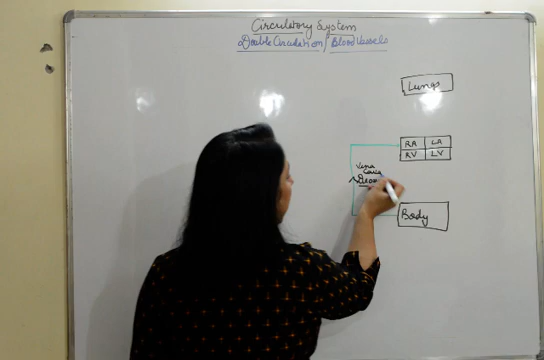 Circulatory System
Double Circulation / Blood Vessels
Lungs
RA LA
RV LV
Vena
Cava
Body